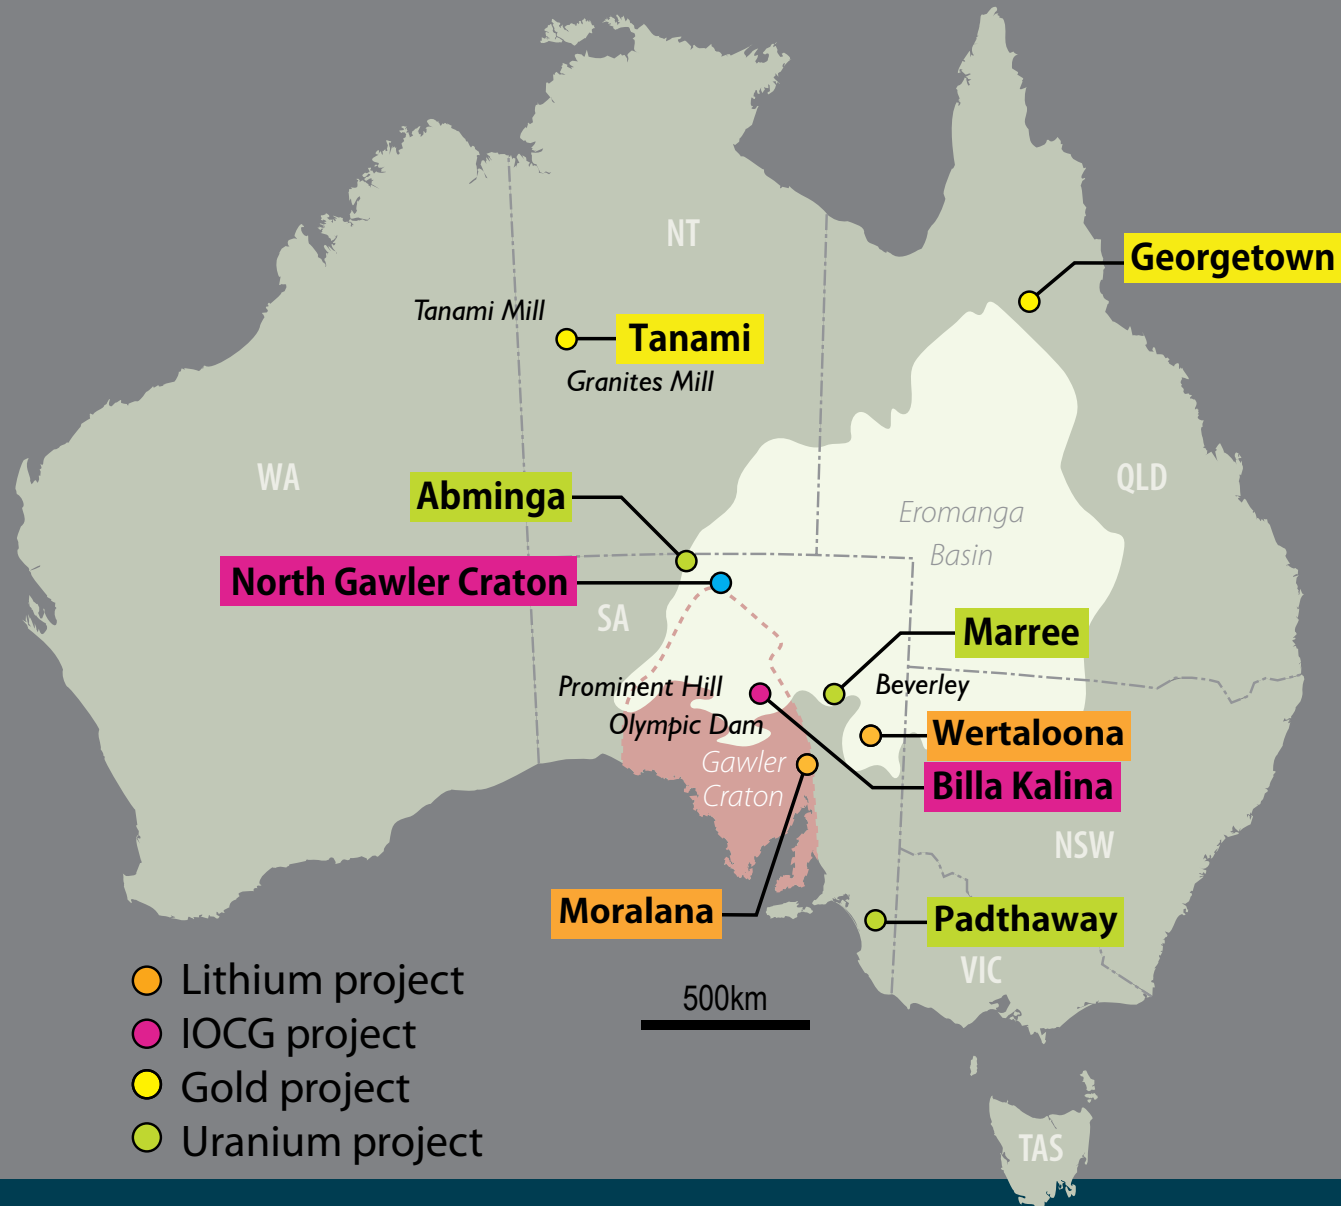 NT
Georgetown
Tanami Mill
Tanami
Granites Mill
WA
Abminga
QLD
Eromanga
Basin
North Gawler Craton
SA
Marree
Prominent Hill
Beverley
Olympic Dam
Wertaloona
Gawler
Craton
Billa Kalina
NSW
Moralana
Padthaway
VIC
Lithium project
500km
IOCG project
Gold project
Uranium project
TAS